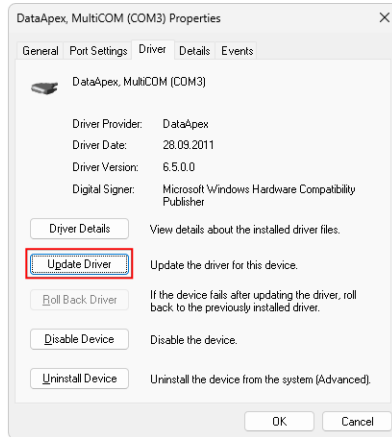 DataApex, MultiCOM (COM3) Properties
General Port Settings Driver Details Events
DataApex, MultiCOM (COM3)
Driver Provider: DataApex
Driver Date: 28.09.2011
Driver Version: 6.5.0.0
Digital Signer: Microsoft Windows Hardware Compatibility
Publisher
Driver Details View details about the installed driver files.
Update Driver Update the driver for this device.
Roll Back Driver If the device fails after updating the driver, roll
back to the previously installed driver.
Disable Device Disable the device.
Uninstall Device Uninstall the device from the system (Advanced).
OK Cancel